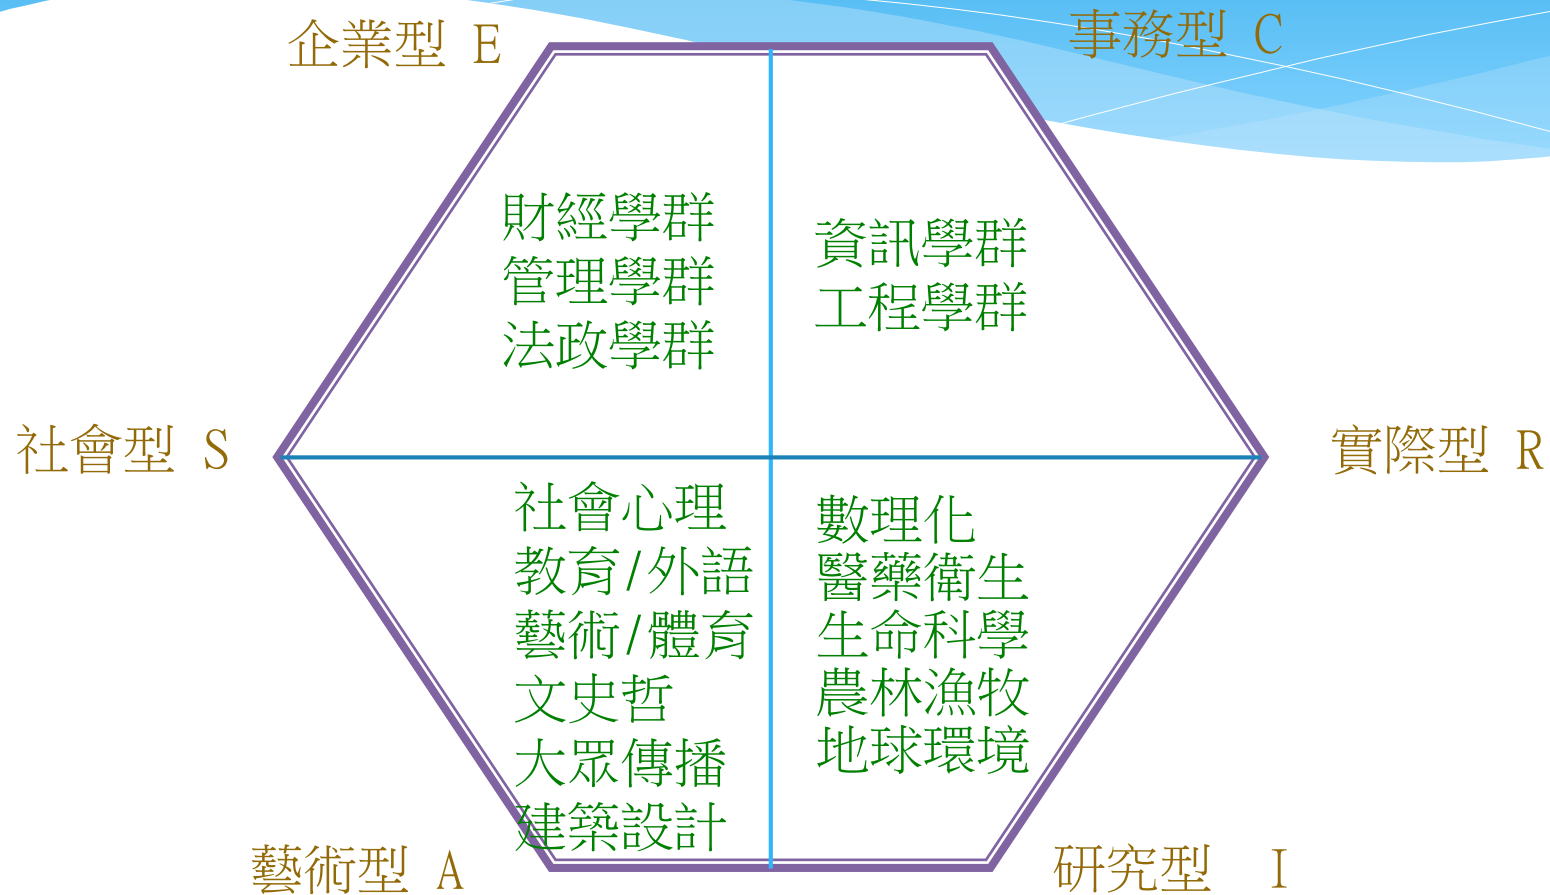 企業型 E
事務型 C
財經學群
管理學群
法政學群
資訊學群
工程學群
社會型 S
實際型 R
社會心理
教育/外語
藝術/體育
文史哲
大眾傳播
建築設計
數理化
醫藥衛生
生命科學
農林漁牧
地球環境
藝術型 A
研究型 I